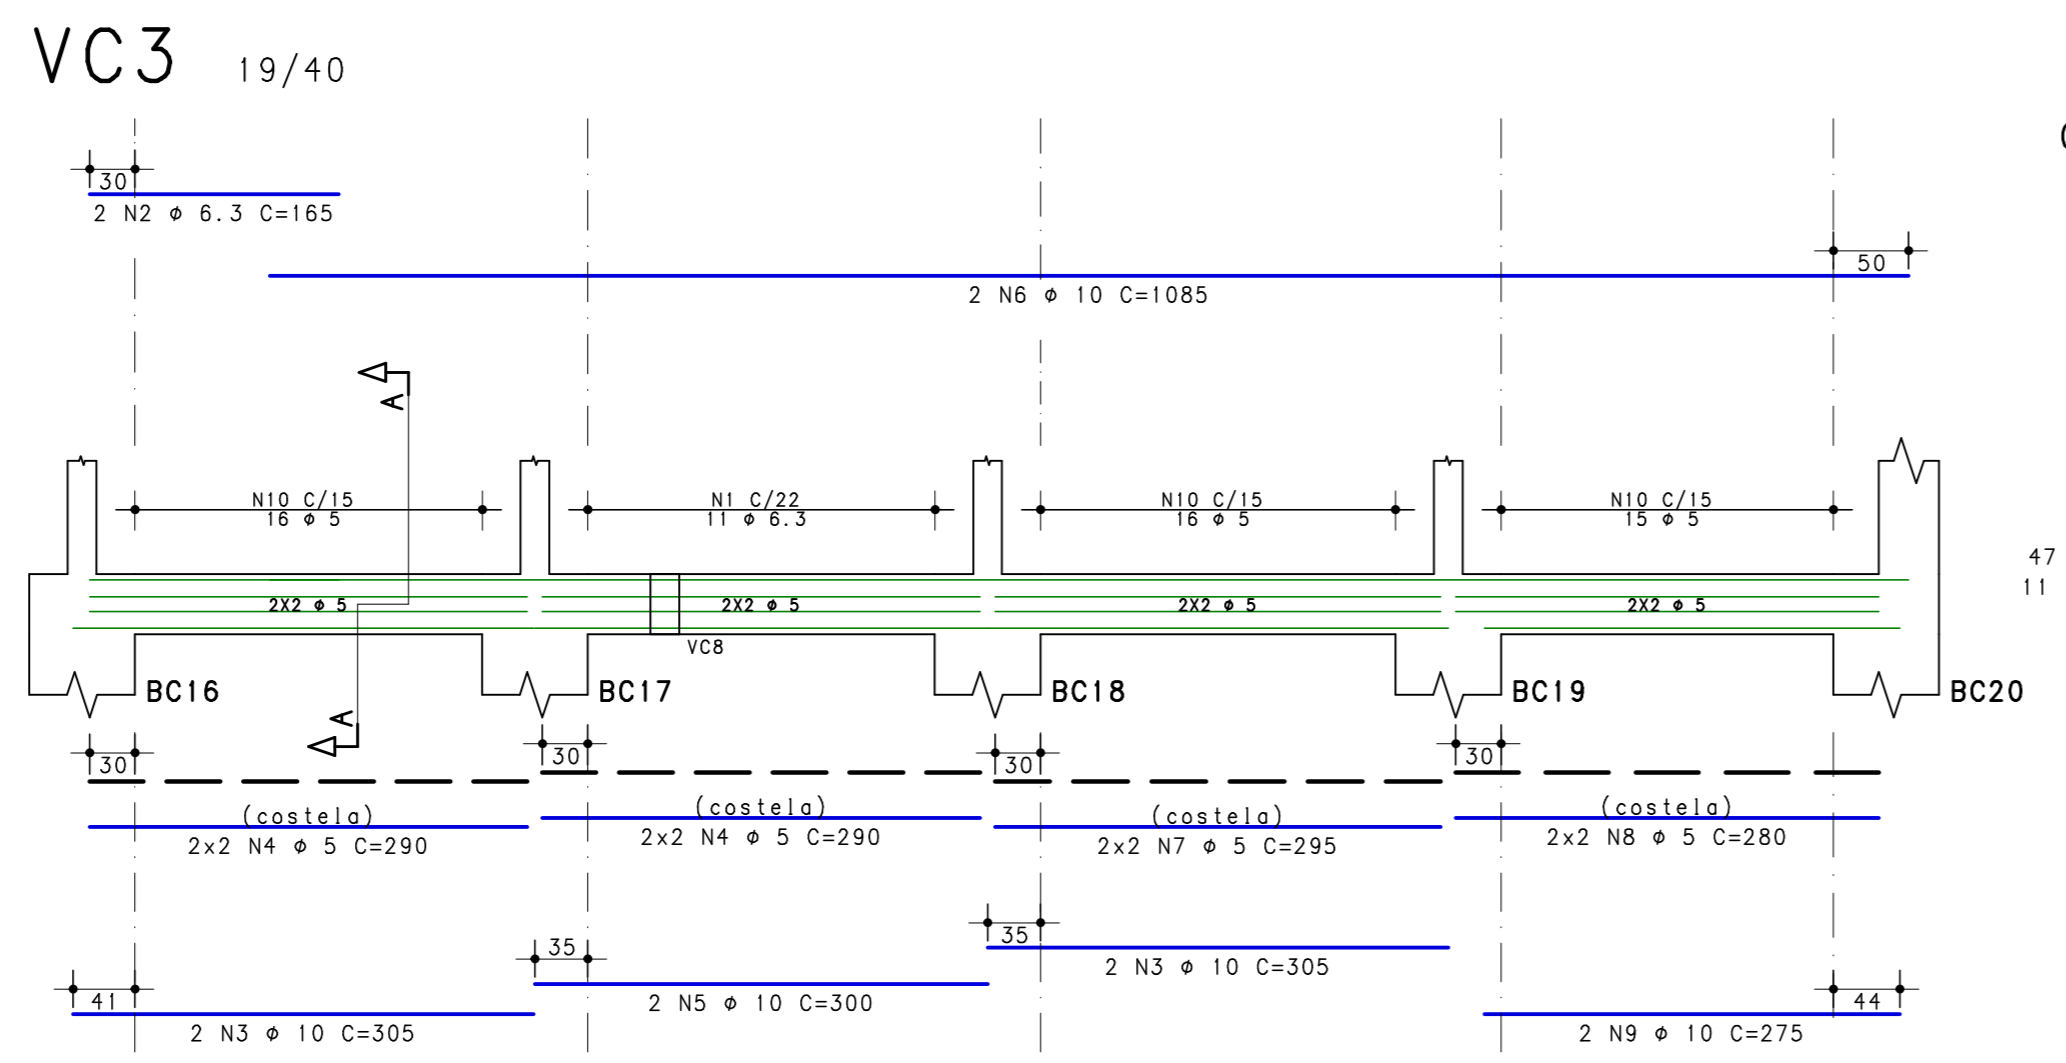 VC3 19/40
30
2 N2 ø 6.3 C=165
50
2 N6 ø 10 C=1085
A
N10 C/15
16 ø 5
N1 C/22
11 ø 6.3
N10 C/15
16 ø 5
N10 C/15
15 ø 5
47
11
2X2 ø 5
2X2 ø 5
2X2 ø 5
2X2 ø 5
VC8
BC16
BC17
BC18
BC19
BC20
A
30
30
30
30
(costela)
2x2 N4 ø 5 C=290
(costela)
2x2 N4 ø 5 C=290
(costela)
2x2 N7 ø 5 C=295
(costela)
2x2 N8 ø 5 C=280
41
2 N3 ø 10 C=305
35
2 N5 ø 10 C=300
35
2 N3 ø 10 C=305
44
2 N9 ø 10 C=275